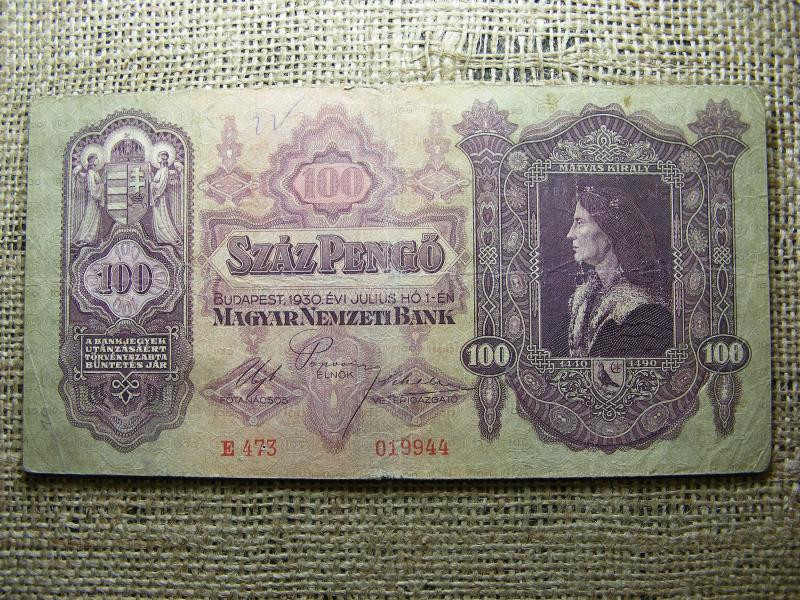 100
SZÁZ PENGŐ
BUDAPEST, 1930. ÉVI JULIUS HÓ 1-ÉN
MAGYAR NEMZETI BANK
ELNÖK
FŐTANÁCSOS
VEZÉRIGAZGATÓ
E 473
019944
100
A BANKJEGYEK
UTÁNZÁSÁÉRT
TÖRVÉNYSZABTA
BÜNTETÉS JÁR
MÁTYÁS KIRÁLY
100
100
1440
1490